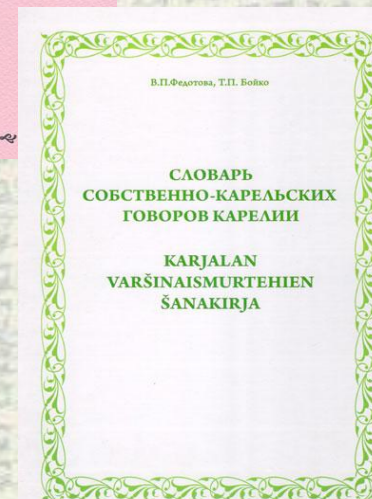 В.П.Федотова, Т.П. Бойко
СЛОВАРЬ
СОБСТВЕННО-КАРЕЛЬСКИХ
ГОВОРОВ КАРЕЛИИ
KARJALAN
VARŠINAISMURTEHIEN
ŠANAKIRJA